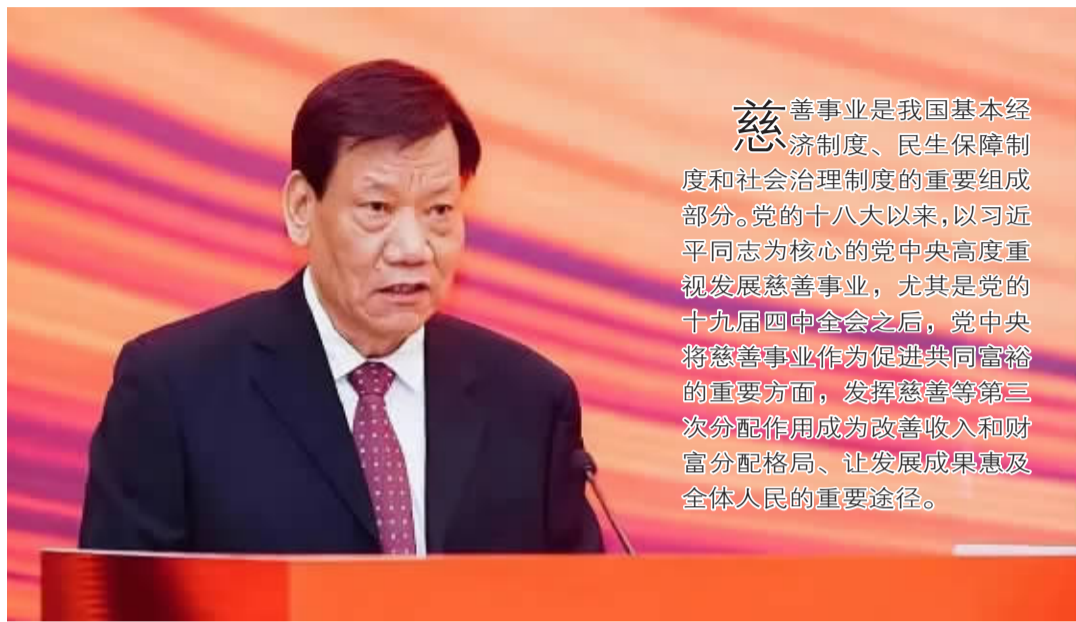 慈善事业是我国基本经
济制度、民生保障制
度和社会治理制度的重要组成
部分。党的十八大以来,以习近
平同志为核心的党中央高度重
视发展慈善事业，尤其是党的
十九届四中全会之后，党中央
将慈善事业作为促进共同富裕
的重要方面，发挥慈善等第三
次分配作用成为改善收入和财
富分配格局、让发展成果惠及
全体人民的重要途径。